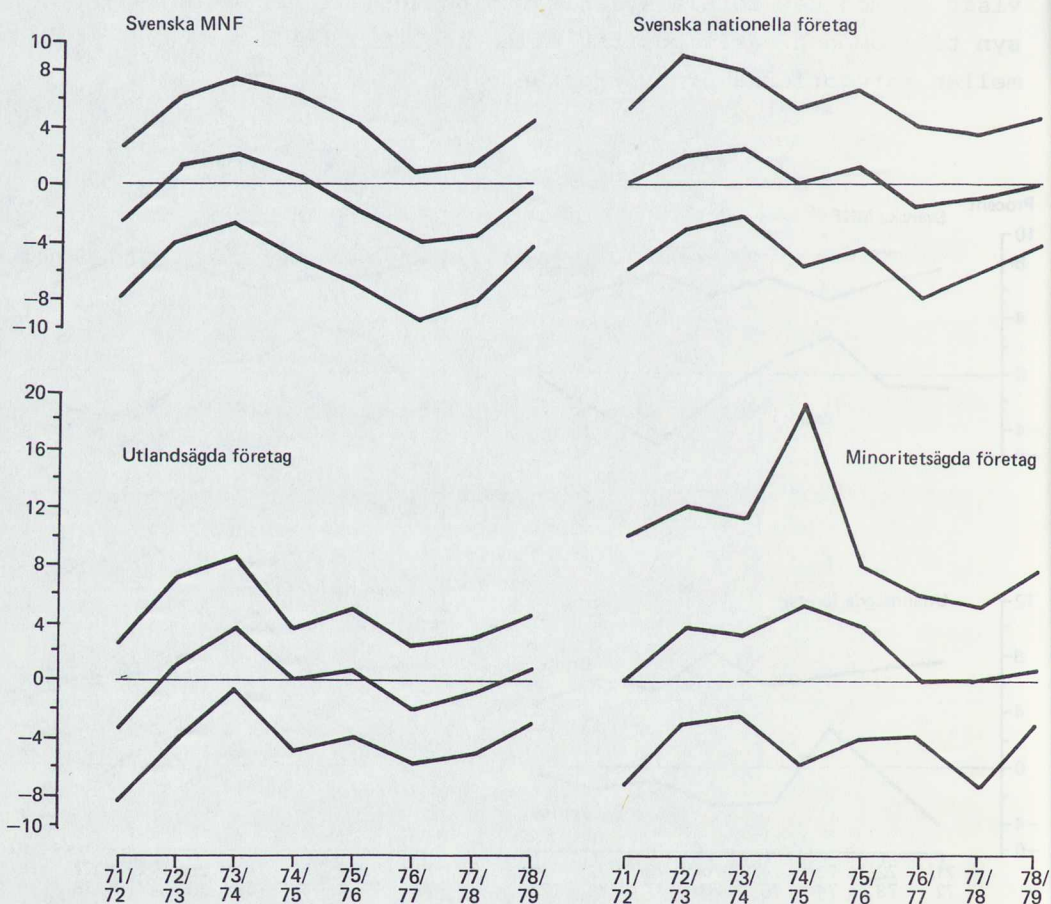 Svenska MNF
Svenska nationella företag
10
8
4
0
−4
−8
−10
20
16
12
8
4
0
−4
−8
−10
Utlandsägda företag
Minoritetsägda företag
71/ 72/ 73/ 74/ 75/ 76/ 77/ 78/ 71/ 72/ 73/ 74/ 75/ 76/ 77/ 78/
72 73 74 75 76 77 78 79 72 73 74 75 76 77 78 79